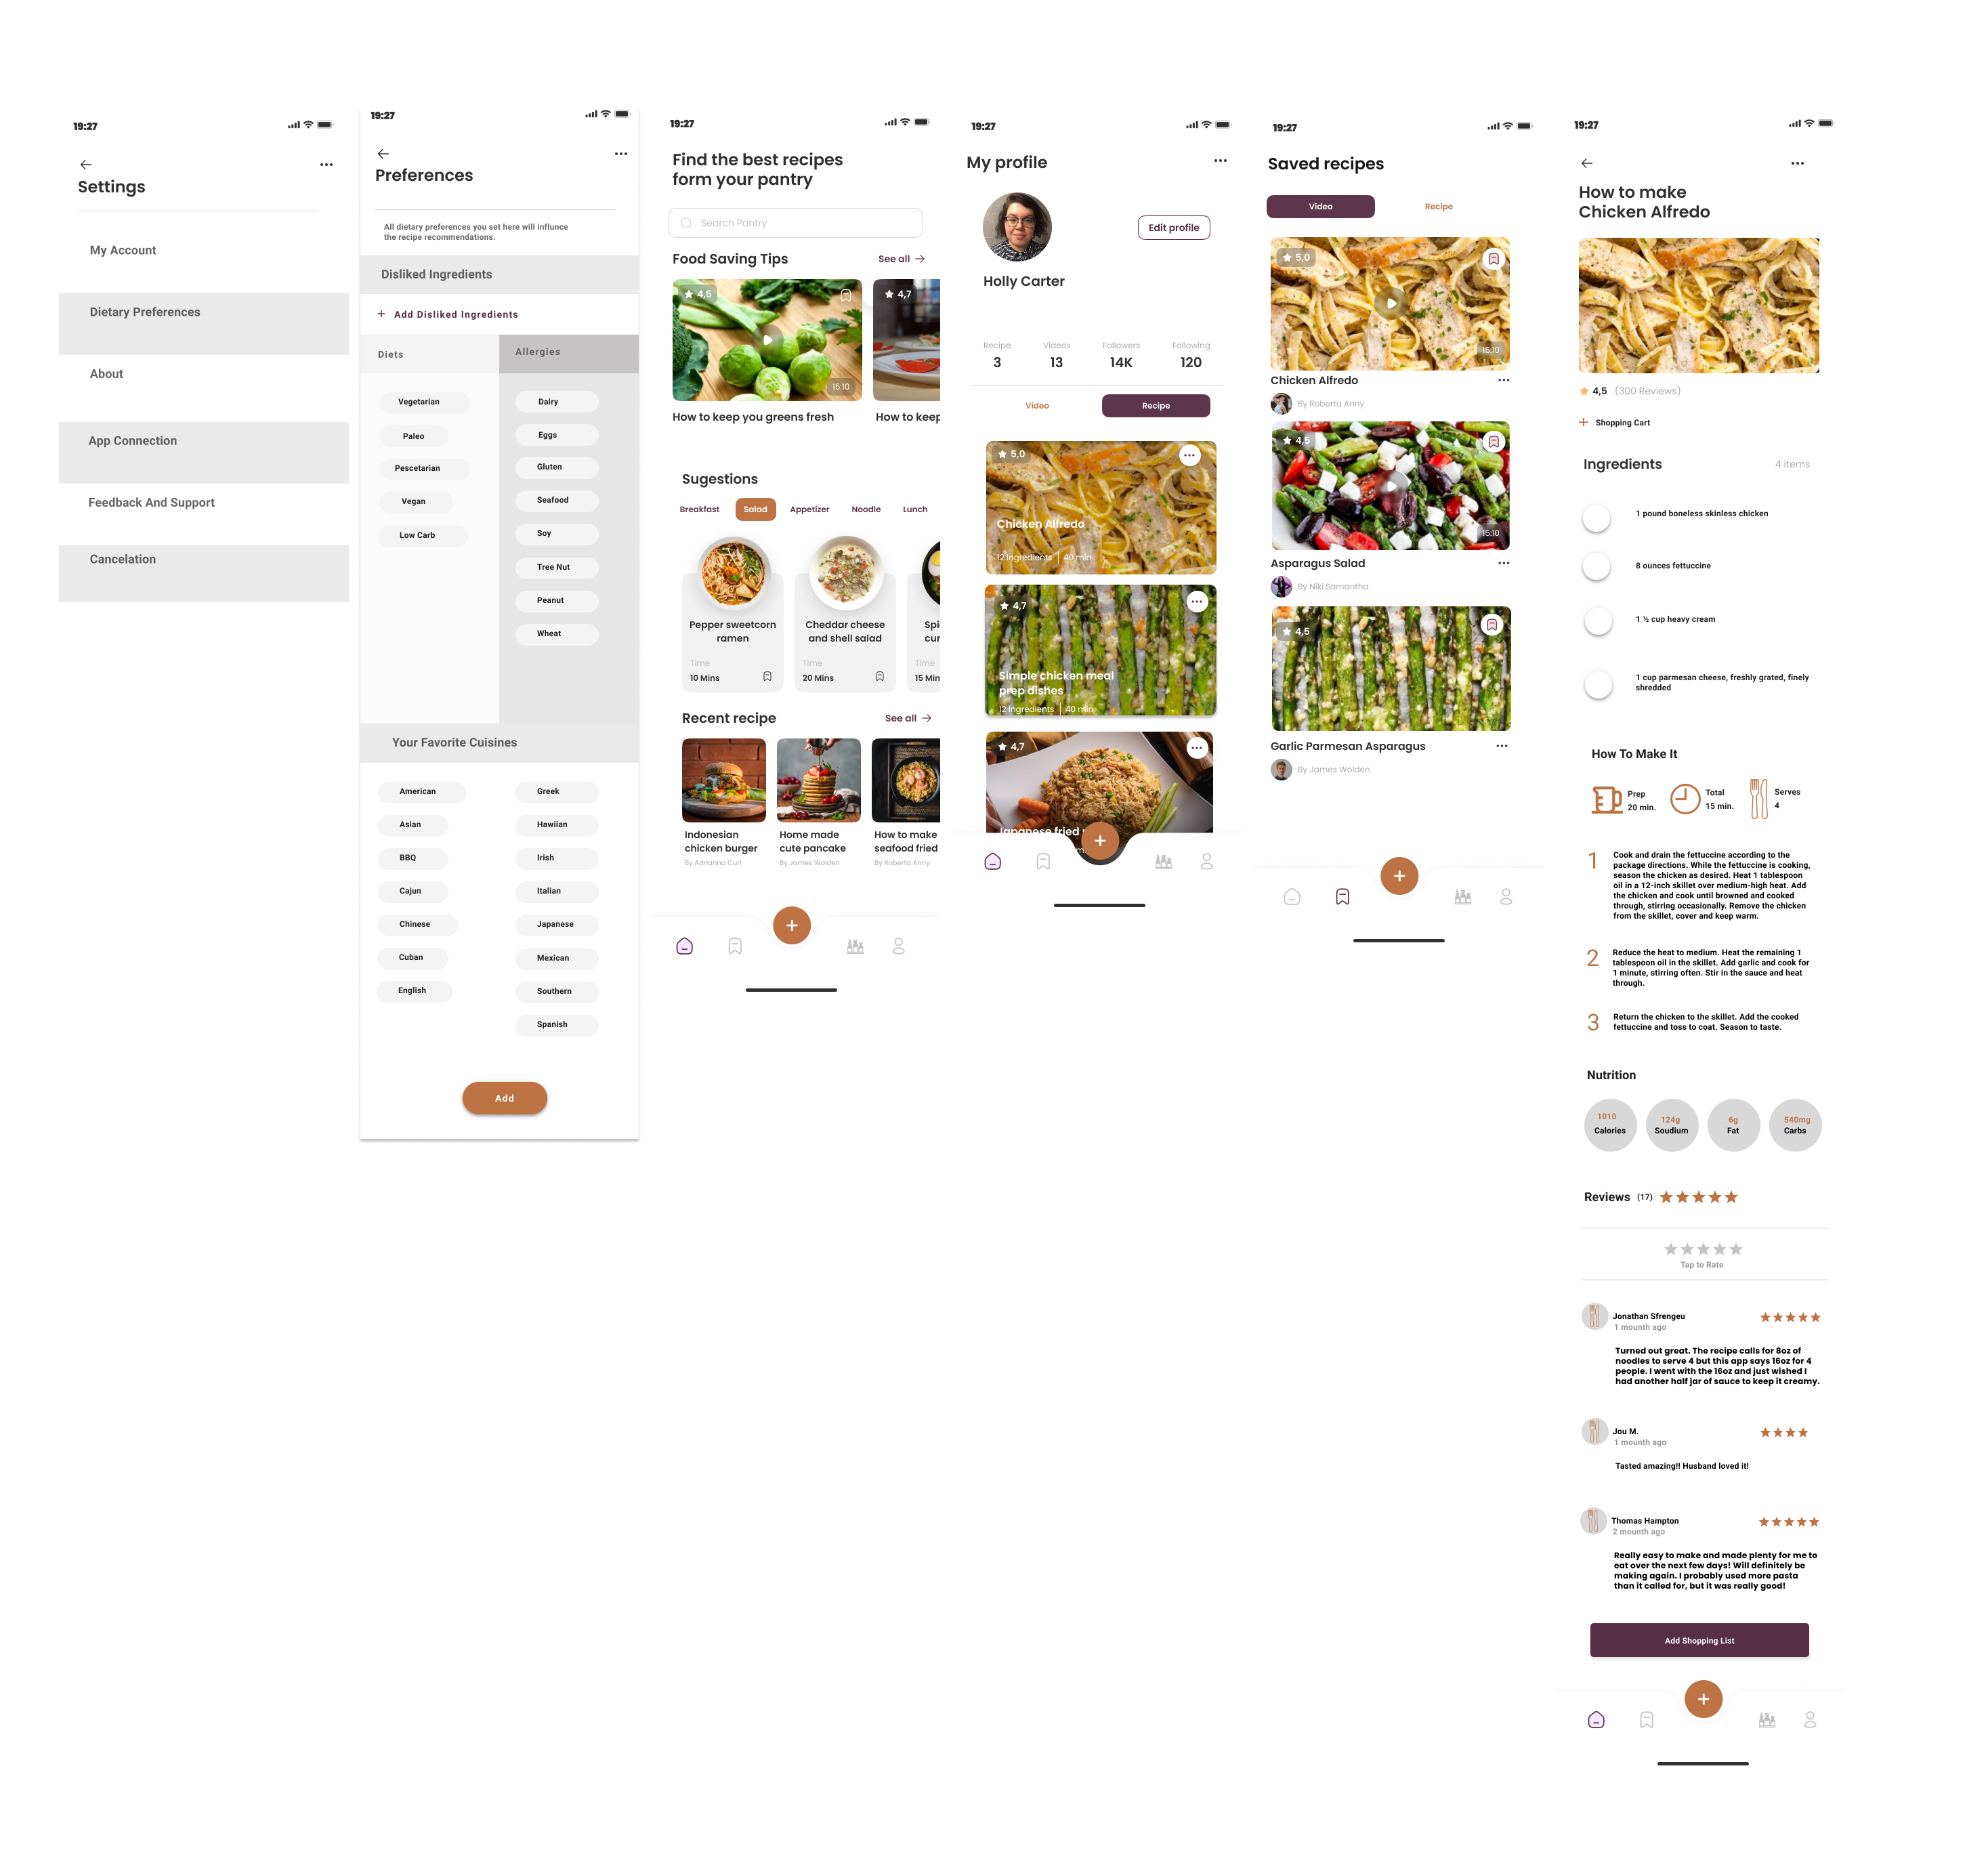 19:27
Settings
My Account
Dietary Preferences
About
App Connection
Feedback And Support
Cancelation
19:27
Preferences
All dietary preferences you set here will influnce
the recipe recommendations.
Disliked Ingredients
+ Add Disliked Ingredients
Diets
Allergies
Vegetarian
Paleo
Pescetarian
Vegan
Low Carb
Dairy
Eggs
Gluten
Seafood
Soy
Tree Nut
Peanut
Wheat
Your Favorite Cuisines
American
Asian
BBQ
Cajun
Chinese
Cuban
English
Greek
Hawiian
Irish
Italian
Japanese
Mexican
Southern
Spanish
Add
19:27
Find the best recipes
form your pantry
Search Pantry
Food Saving Tips
See all
4,5
15:10
4,7
How to keep you greens fresh
How to keep
Sugestions
Breakfast
Salad
Appetizer
Noodle
Lunch
Pepper sweetcorn
ramen
Time
10 Mins
Cheddar cheese
and shell salad
Time
20 Mins
Time
15 Min
Recent recipe
See all
Indonesian
chicken burger
By Adrianna Curl
Home made
cute pancake
By James Wolden
How to make
seafood fried
By Roberta Anny
19:27
My profile
Edit profile
Holly Carter
Recipe
3
Videos
13
Followers
14K
Following
120
Video
Recipe
5,0
Chicken Alfredo
12 Ingredients | 40 min
4,7
Simple chicken meal
prep dishes
12 Ingredients | 40 min
4,7
Japanese fried
19:27
Saved recipes
Video
Recipe
5,0
15:10
Chicken Alfredo
By Roberta Anny
4,5
15:10
Asparagus Salad
By Niki Samantha
4,5
Garlic Parmesan Asparagus
By James Wolden
19:27
How to make
Chicken Alfredo
4,5 (300 Reviews)
+ Shopping Cart
Ingredients
4 items
1 pound boneless skinless chicken
8 ounces fettuccine
1 ½ cup heavy cream
1 cup parmesan cheese, freshly grated, finely
shredded
How To Make It
Prep
20 min.
Total
15 min.
Serves
4
1
Cook and drain the fettuccine according to the
package directions. While the fettuccine is cooking,
season the chicken as desired. Heat 1 tablespoon
oil in a 12-inch skillet over medium-high heat. Add
the chicken and cook until browned and cooked
through, stirring occasionally. Remove the chicken
from the skillet, cover and keep warm.
2
Reduce the heat to medium. Heat the remaining 1
tablespoon oil in the skillet. Add garlic and cook for
1 minute, stirring often. Stir in the sauce and heat
through.
3
Return the chicken to the skillet. Add the cooked
fettuccine and toss to coat. Season to taste.
Nutrition
1010
Calories
124g
Soudium
6g
Fat
540mg
Carbs
Reviews (17)
Tap to Rate
Jonathan Sfrengeu
1 mounth ago
Turned out great. The recipe calls for 8oz of
noodles to serve 4 but this app says 16oz for 4
people. I went with the 16oz and just wished I
had another half jar of sauce to keep it creamy.
Jou M.
1 mounth ago
Tasted amazing!! Husband loved it!
Thomas Hampton
2 mounth ago
Really easy to make and made plenty for me to
eat over the next few days! Will definitely be
making again. I probably used more pasta
than it called for, but it was really good!
Add Shopping List